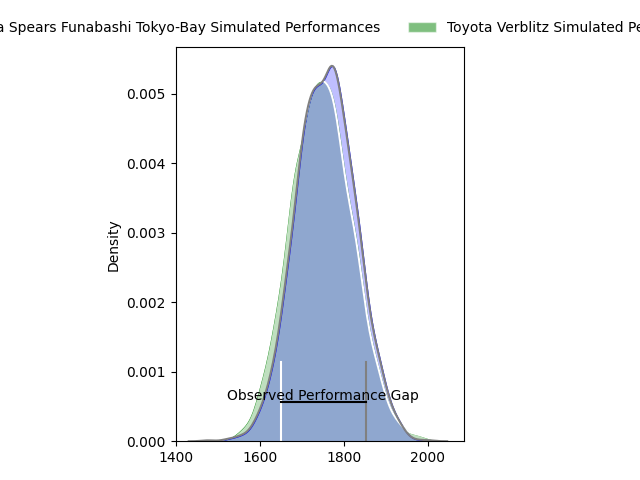 a Spears Funabashi Tokyo-Bay Simulated Performances Toyota Verblitz Simulated Pe
0.005
0.004
0.003
0.002
0.001
0.000
Density
Observed Performance Gap
1400 1600 1800 2000